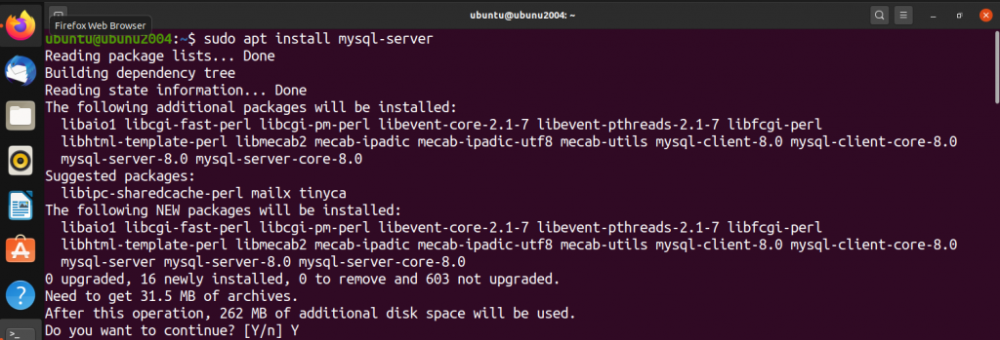 ubuntu@ubunu2004: ~
Firefox Web Browser
ubuntu@ubunu2004:~$ sudo apt install mysql-server
Reading package lists... Done
Building dependency tree
Reading state information... Done
The following additional packages will be installed:
libaio1 libcgi-fast-perl libcgi-pm-perl libevent-core-2.1-7 libevent-pthreads-2.1-7 libfcgi-perl
libhtml-template-perl libmecab2 mecab-ipadic mecab-ipadic-utf8 mecab-utils mysql-client-8.0 mysql-client-core-8.0
mysql-server-8.0 mysql-server-core-8.0
Suggested packages:
libipc-sharedcache-perl mailx tinyca
The following NEW packages will be installed:
libaio1 libcgi-fast-perl libcgi-pm-perl libevent-core-2.1-7 libevent-pthreads-2.1-7 libfcgi-perl
libhtml-template-perl libmecab2 mecab-ipadic mecab-ipadic-utf8 mecab-utils mysql-client-8.0 mysql-client-core-8.0
mysql-server mysql-server-8.0 mysql-server-core-8.0
0 upgraded, 16 newly installed, 0 to remove and 603 not upgraded.
Need to get 31.5 MB of archives.
After this operation, 262 MB of additional disk space will be used.
Do you want to continue? [Y/n] Y